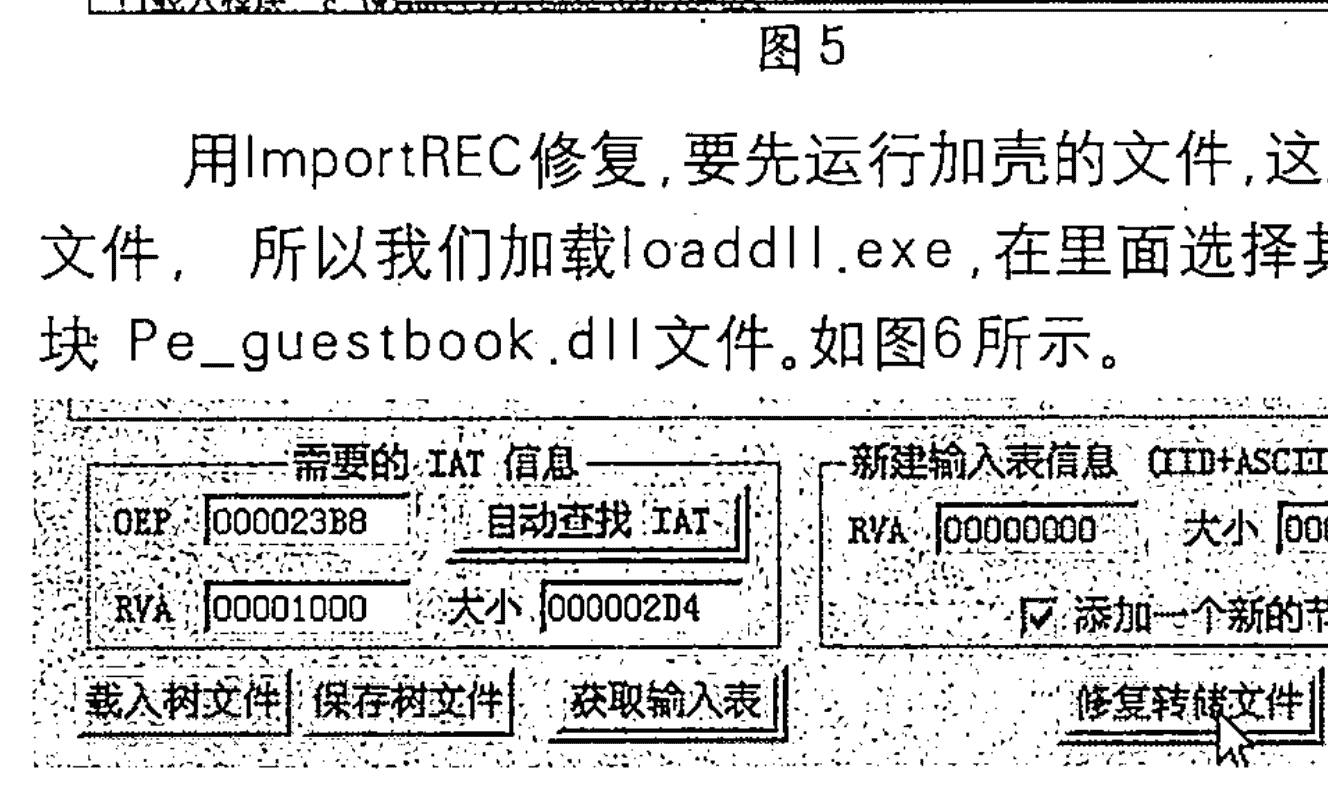 图5
用ImportREC修复,要先运行加壳的文件,这
文件, 所以我们加载loaddll.exe,在里面选择其
块 Pe_guestbook.dll文件。如图6所示。
需要的 IAT 信息
新建输入表信息 (IID+ASCII
OEP 000023B8 自动查找 IAT
RVA 00000000 大小 000
RVA 00001000 大小 000002D4
添加一个新的节
载入树文件 保存树文件 获取输入表 修复转储文件